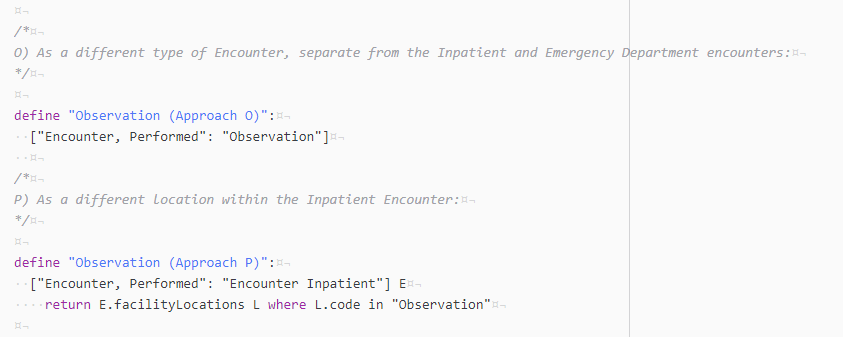 /*
O) As a different type of Encounter, separate from the Inpatient and Emergency Department encounters:
*/
define "Observation (Approach O)":
["Encounter, Performed": "Observation"]
/*
P) As a different location within the Inpatient Encounter:
*/
define "Observation (Approach P)":
["Encounter, Performed": "Encounter Inpatient"] E
return E.facilityLocations L where L.code in "Observation"